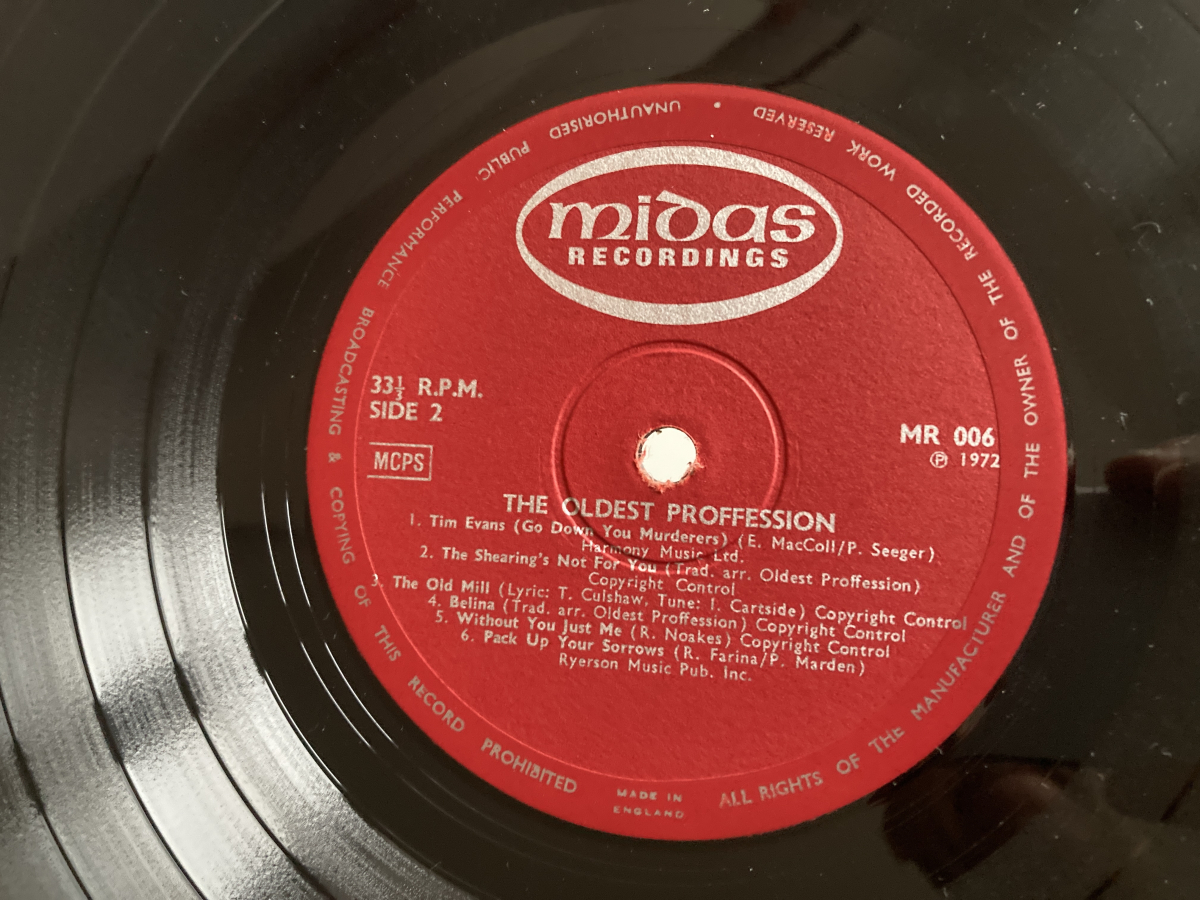 midas
RECORDINGS
33⅓ R.P.M.
SIDE 2
MCPS
MR 006
Ⓟ 1972
THE OLDEST PROFFESSION
1. Tim Evans (Go Down You Murderers) (E. MacColl/P. Seeger)
Harmony Music Ltd.
2. The Shearing's Not For You (Trad. arr. Oldest Proffession)
Copyright Control
3. The Old Mill (Lyric: T. Culshaw, Tune: I. Cartside) Copyright Control
4. Belina (Trad. arr. Oldest Proffession) Copyright Control
5. Without You Just Me (R. Noakes) Copyright Control
6. Pack Up Your Sorrows (R. Farina/P. Marden)
Ryerson Music Pub. Inc.
ALL RIGHTS OF THE MANUFACTURER AND OF THE OWNER OF THE RECORDED WORK RESERVED • UNAUTHORISED PUBLIC PERFORMANCE BROADCASTING & COPYING OF THIS RECORD PROHIBITED
MADE IN
ENGLAND